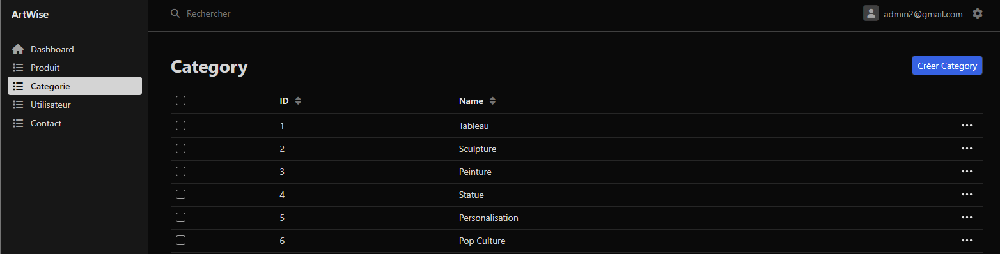 ArtWise
Rechercher
admin2@gmail.com
Dashboard
Produit
Categorie
Utilisateur
Contact
Category
Créer Category
ID Name
1 Tableau
2 Sculpture
3 Peinture
4 Statue
5 Personalisation
6 Pop Culture